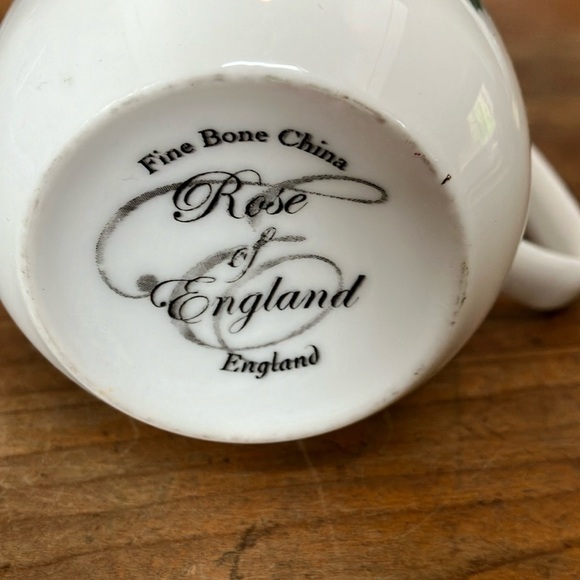 Fine Bone China
Rose
of
England
England